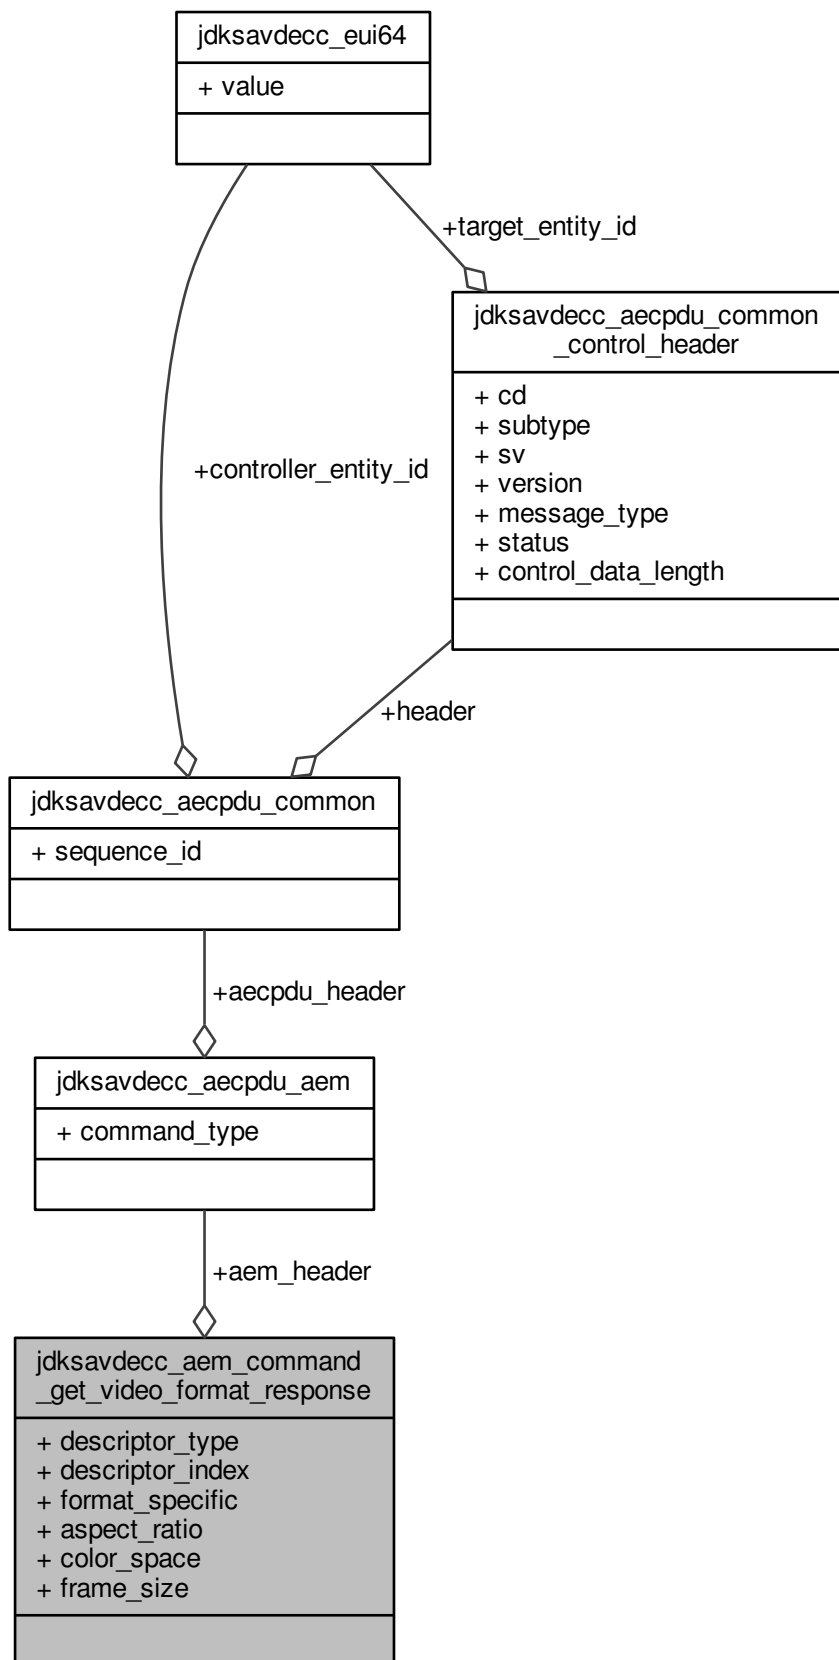 jdksavdecc_eui64
+ value
+target_entity_id
jdksavdecc_aecpdu_common
_control_header
+ cd
+ subtype
+ sv
+ version
+ message_type
+ status
+ control_data_length
+controller_entity_id
+header
jdksavdecc_aecpdu_common
+ sequence_id
+aecpdu_header
jdksavdecc_aecpdu_aem
+ command_type
+aem_header
jdksavdecc_aem_command
_get_video_format_response
+ descriptor_type
+ descriptor_index
+ format_specific
+ aspect_ratio
+ color_space
+ frame_size